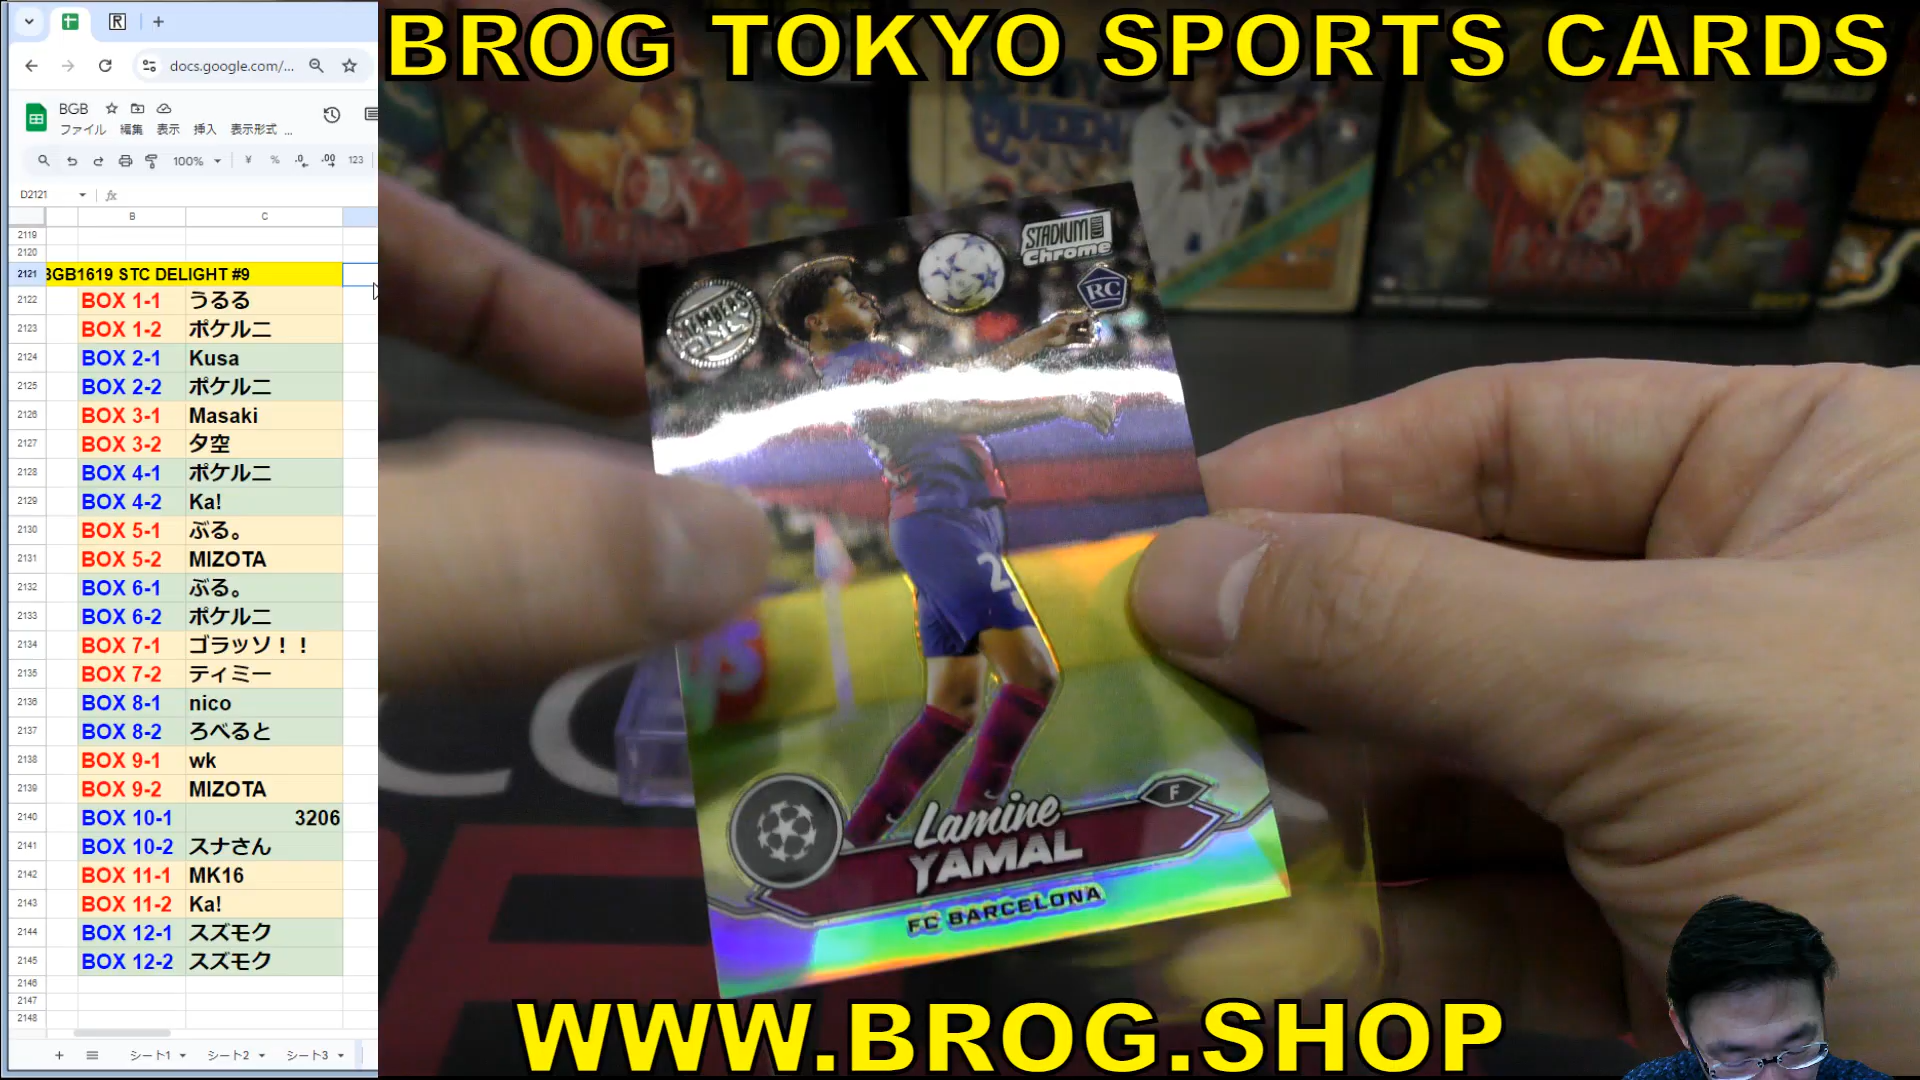 docs.google.com/...
BGB
ファイル 編集 表示 挿入 表示形式 ...
100% ¥ % .0 .00 123
D2121 fx
B C
2119
2120
2121 BGB1619 STC DELIGHT #9
2122 BOX 1-1 うるる
2123 BOX 1-2 ポケルニ
2124 BOX 2-1 Kusa
2125 BOX 2-2 ポケルニ
2126 BOX 3-1 Masaki
2127 BOX 3-2 夕空
2128 BOX 4-1 ポケルニ
2129 BOX 4-2 Ka!
2130 BOX 5-1 ぶる。
2131 BOX 5-2 MIZOTA
2132 BOX 6-1 ぶる。
2133 BOX 6-2 ポケルニ
2134 BOX 7-1 ゴラッソ！！
2135 BOX 7-2 ティミー
2136 BOX 8-1 nico
2137 BOX 8-2 ろべると
2138 BOX 9-1 wk
2139 BOX 9-2 MIZOTA
2140 BOX 10-1 3206
2141 BOX 10-2 スナさん
2142 BOX 11-1 MK16
2143 BOX 11-2 Ka!
2144 BOX 12-1 スズモク
2145 BOX 12-2 スズモク
2146
2147
2148
シート1 シート2 シート3
BROG TOKYO SPORTS CARDS
QUEEN
STADIUM CLUB
Chrome
RC
MEMBERS
ONLY
F
Lamine
YAMAL
FC BARCELONA
WWW.BROG.SHOP